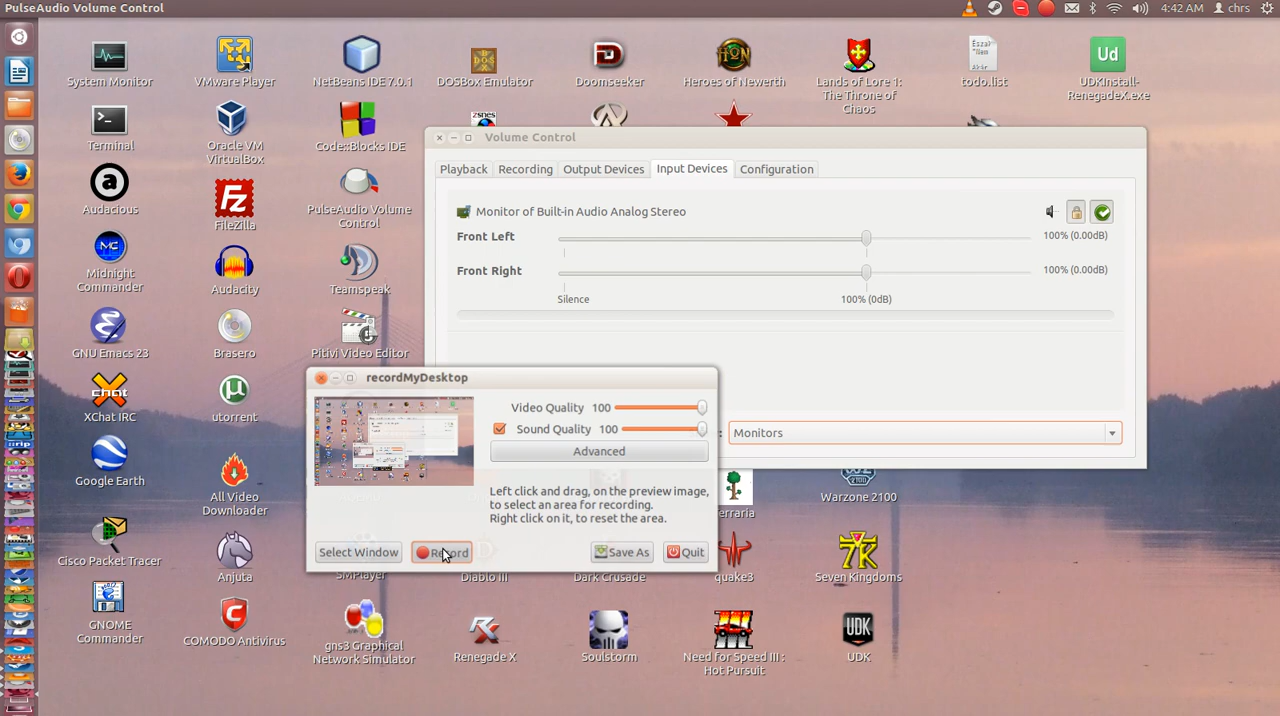 PulseAudio Volume Control
4:42 AM
chrs
System Monitor
VMware Player
NetBeans IDE 7.0.1
DOSBox Emulator
Doomseeker
Heroes of Newerth
Lands of Lore 1:
The Throne of
Chaos
todo.list
Ud
UDKInstall-
RenegadeX.exe
Terminal
Oracle VM
VirtualBox
Code::Blocks IDE
zsnes
Volume Control
Playback
Recording
Output Devices
Input Devices
Configuration
Monitor of Built-in Audio Analog Stereo
Front Left
100% (0.00dB)
Front Right
100% (0.00dB)
Silence
100% (0dB)
Monitors
Audacious
FileZilla
PulseAudio Volume
Control
Midnight
Commander
Audacity
Teamspeak
GNU Emacs 23
Brasero
Pitivi Video Editor
recordMyDesktop
Video Quality 100
Sound Quality 100
Advanced
Left click and drag, on the preview image,
to select an area for recording.
Right click on it, to reset the area.
Select Window
Record
Save As
Quit
chat
XChat IRC
utorrent
Google Earth
All Video
Downloader
Warzone 2100
Cisco Packet Tracer
Anjuta
SMPlayer
Diablo III
Dark Crusade
quake3
7K
Seven Kingdoms
GNOME
Commander
COMODO Antivirus
gns3 Graphical
Network Simulator
Renegade X
Soulstorm
Need for Speed III :
Hot Pursuit
UDK
UDK